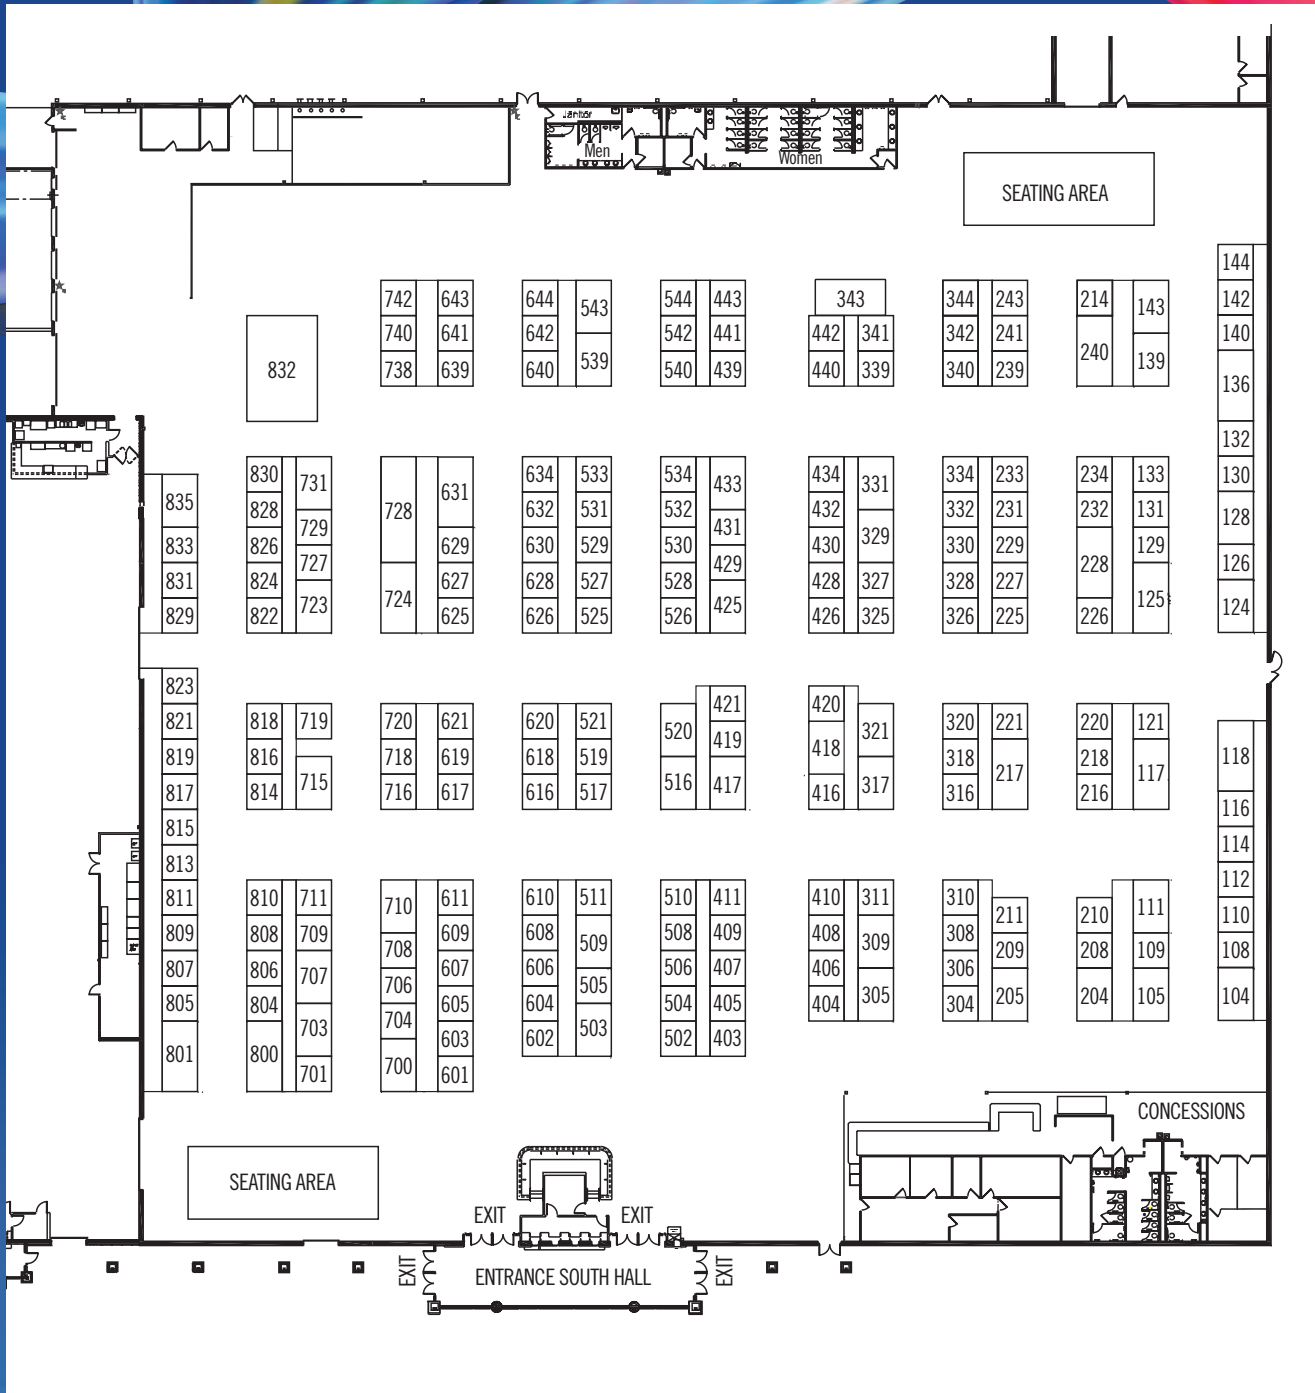 Janitor
Men
Women
SEATING AREA
144
742 643 644 543 544 443 343 344 243 214 143 142
740 641 642 542 441 442 341 342 241 140
738 639 640 539 540 439 440 339 340 239 240 139
832
136
132
835 830 731 728 631 634 533 534 433 434 331 334 233 234 133 130
828 632 531 532 432 332 231 232 131 128
833 826 729 629 630 529 530 431 430 329 330 229 228 129 126
831 824 727 724 627 628 527 528 429 428 327 328 227 125
829 822 723 625 626 525 526 425 426 325 326 225 226 124
823 421 420
821 818 719 720 621 620 521 520 419 418 321 320 221 220 121
819 816 718 619 618 519 318 217 218 117 118
817 814 715 716 617 616 517 516 417 416 317 316 216 116
815 114
813 112
811 810 711 710 611 610 511 510 411 410 311 310 211 210 111 110
809 808 709 708 609 608 509 508 409 408 309 308 209 208 109 108
807 806 707 706 607 606 505 506 407 406 305 306 205 204 105 104
805 804 703 704 605 604 503 504 405 404 304
801 800 701 700 603 602 502 403
601
CONCESSIONS
SEATING AREA
EXIT EXIT
EXIT ENTRANCE SOUTH HALL EXIT